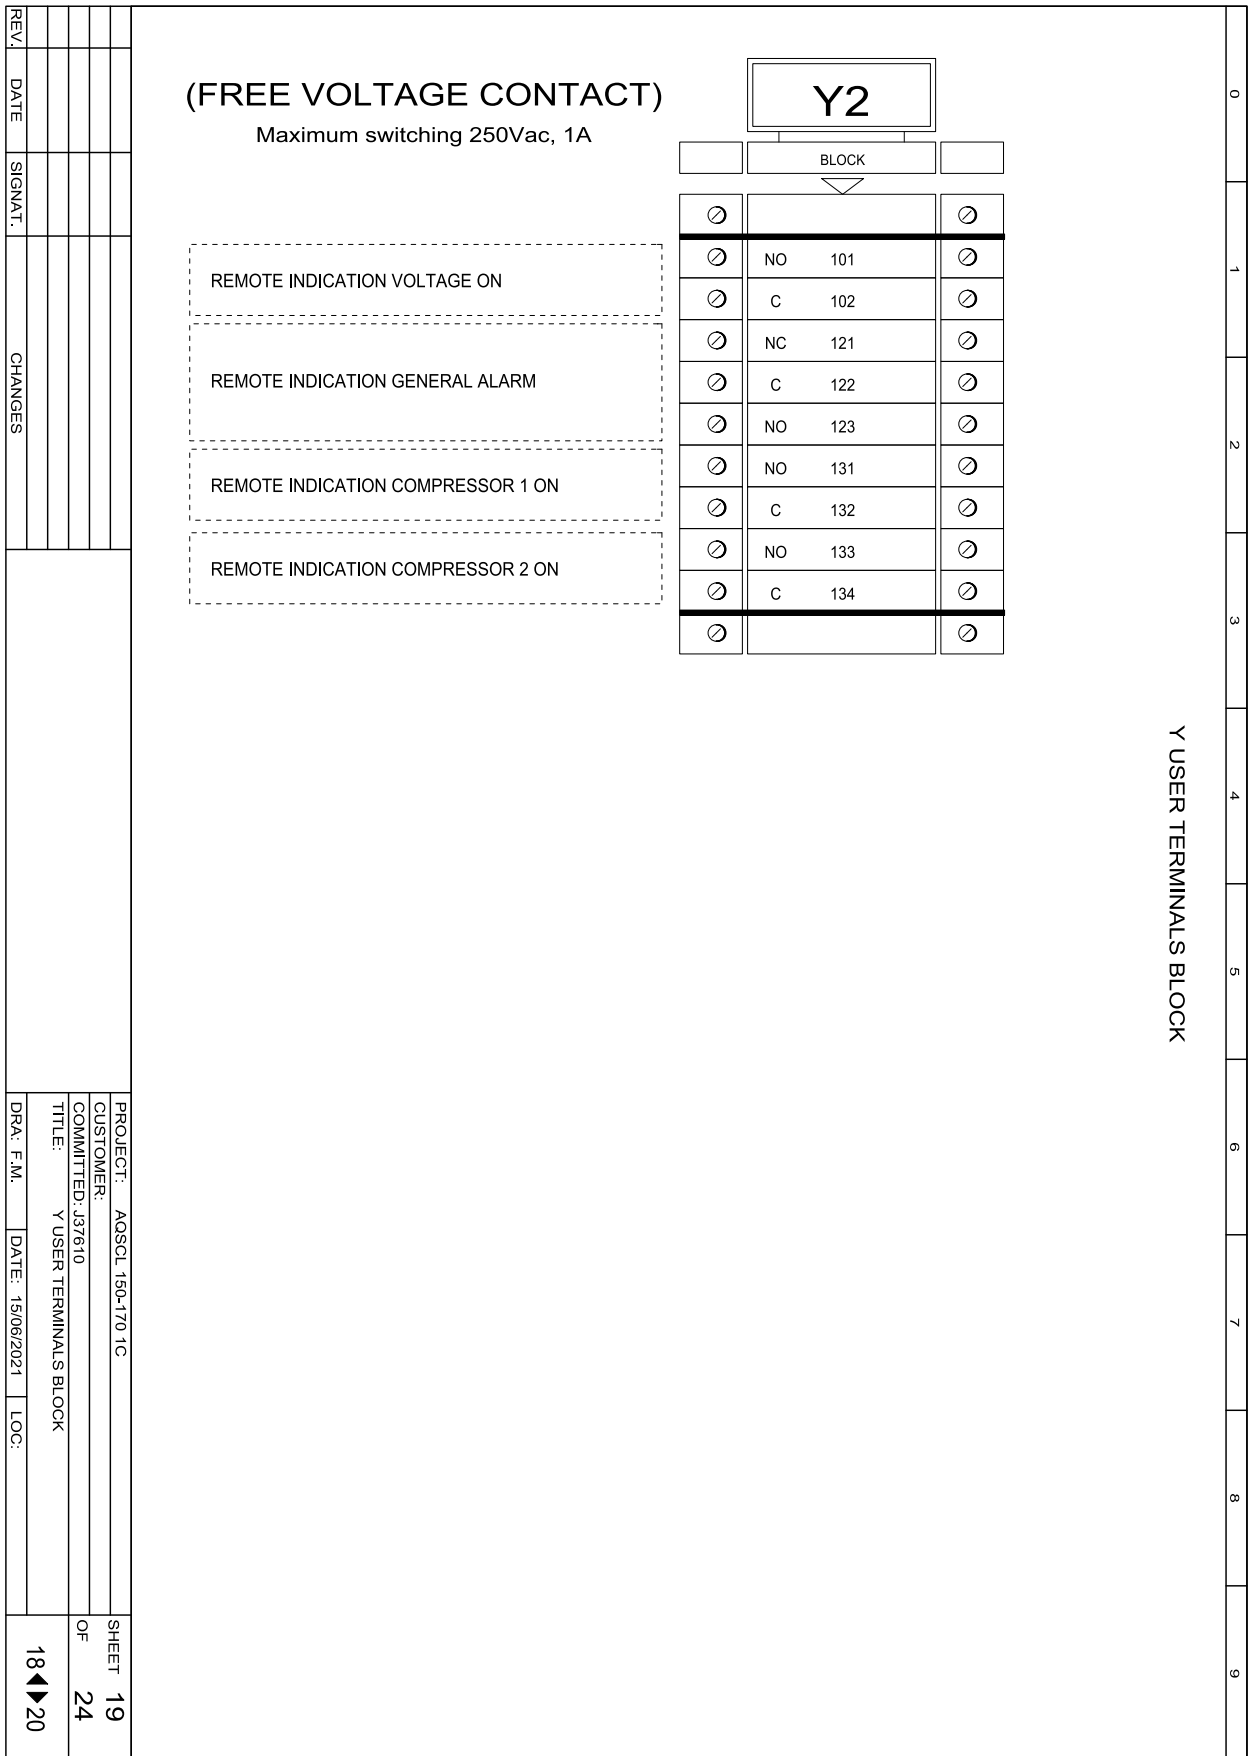 (FREE VOLTAGE CONTACT)
Maximum switching 250Vac, 1A
Y2
BLOCK
REMOTE INDICATION VOLTAGE ON
NO 101
C 102
REMOTE INDICATION GENERAL ALARM
NC 121
C 122
NO 123
REMOTE INDICATION COMPRESSOR 1 ON
NO 131
C 132
REMOTE INDICATION COMPRESSOR 2 ON
NO 133
C 134
0 1 2 3 4 5 6 7 8 9
Y USER TERMINALS BLOCK
REV. DATE SIGNAT. CHANGES
PROJECT: AQSCL 150-170 1C
CUSTOMER:
COMMITTED: J37610
TITLE: Y USER TERMINALS BLOCK
DRA: F.M. DATE: 15/06/2021 LOC:
SHEET 19
OF 24
18 20